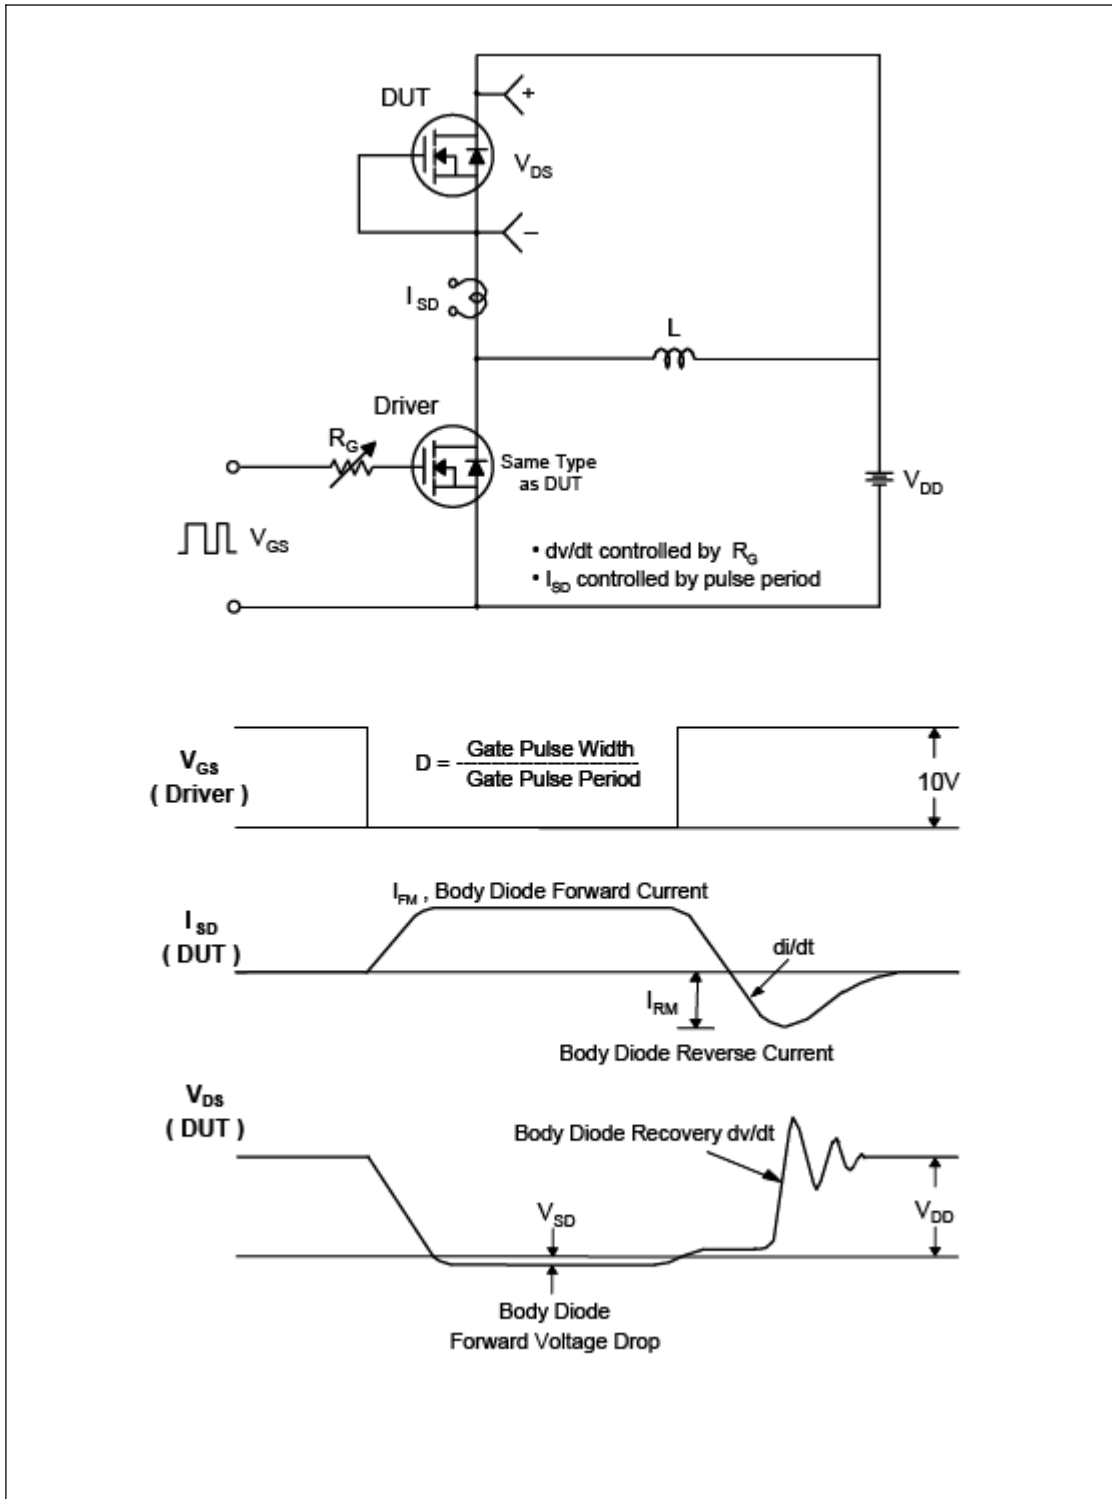 DUT
+
V_DS
−
I_SD
L
Driver
R_G
Same Type
as DUT
V_DD
V_GS
• dv/dt controlled by R_G
• I_SD controlled by pulse period
V_GS
( Driver )
D = Gate Pulse Width
Gate Pulse Period
10V
I_FM , Body Diode Forward Current
I_SD
( DUT )
di/dt
I_RM
Body Diode Reverse Current
V_DS
( DUT )
Body Diode Recovery dv/dt
V_SD
V_DD
Body Diode
Forward Voltage Drop